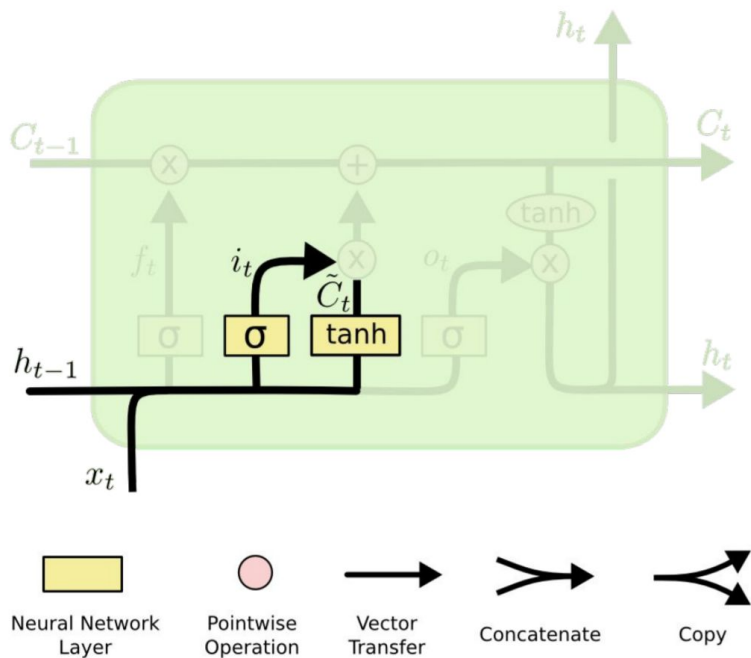 h_t
C_{t-1}
C_t
x
+
tanh
f_t
i_t
x
o_t
x
C̃_t
σ
σ
tanh
σ
h_{t-1}
h_t
x_t
Neural Network
Layer
Pointwise
Operation
Vector
Transfer
Concatenate
Copy